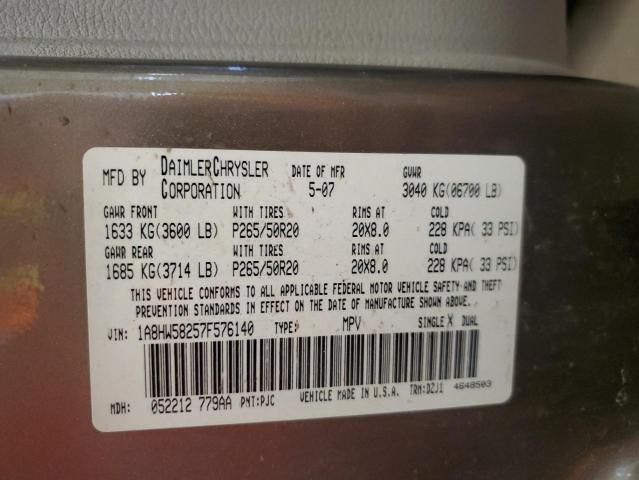 MFD BY DAIMLERCHRYSLER CORPORATION DATE OF MFR 5-07 GVWR 3040 KG(06700 LB)
GAWR FRONT WITH TIRES RIMS AT COLD
1633 KG(3600 LB) P265/50R20 20X8.0 228 KPA( 33 PSI)
GAWR REAR WITH TIRES RIMS AT COLD
1685 KG(3714 LB) P265/50R20 20X8.0 228 KPA( 33 PSI)
THIS VEHICLE CONFORMS TO ALL APPLICABLE FEDERAL MOTOR VEHICLE SAFETY AND THEFT
PREVENTION STANDARDS IN EFFECT ON THE DATE OF MANUFACTURE SHOWN ABOVE.
VIN: 1A8HW58257F576140 TYPE: MPV SINGLE X DUAL
MDH: 052212 779AA PNT:PJC VEHICLE MADE IN U.S.A. TRM:DZJ1 4648503